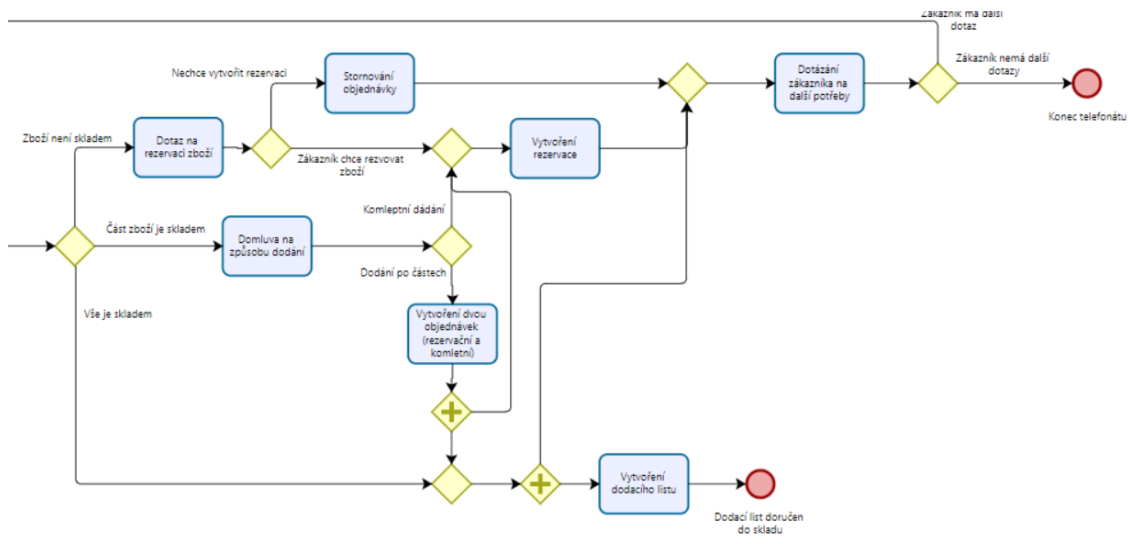 Zákazník má další
dotaz
Nechce vytvořit rezervaci
Stornování
objednávky
Dotázání
zákazníka na
další potřeby
Zákazník nemá další
dotazy
Konec telefonátu
Zboží není skladem
Dotaz na
rezervaci zboží
Zákazník chce rezvovat
zboží
Vytvoření
rezervace
Komleptní dádání
Část zboží je skladem
Domluva na
způsobu dodání
Dodání po částech
Vše je skladem
Vytvoření dvou
objednávek
(rezervační a
komletní)
Vytvoření
dodacího listu
Dodací list doručen
do skladu